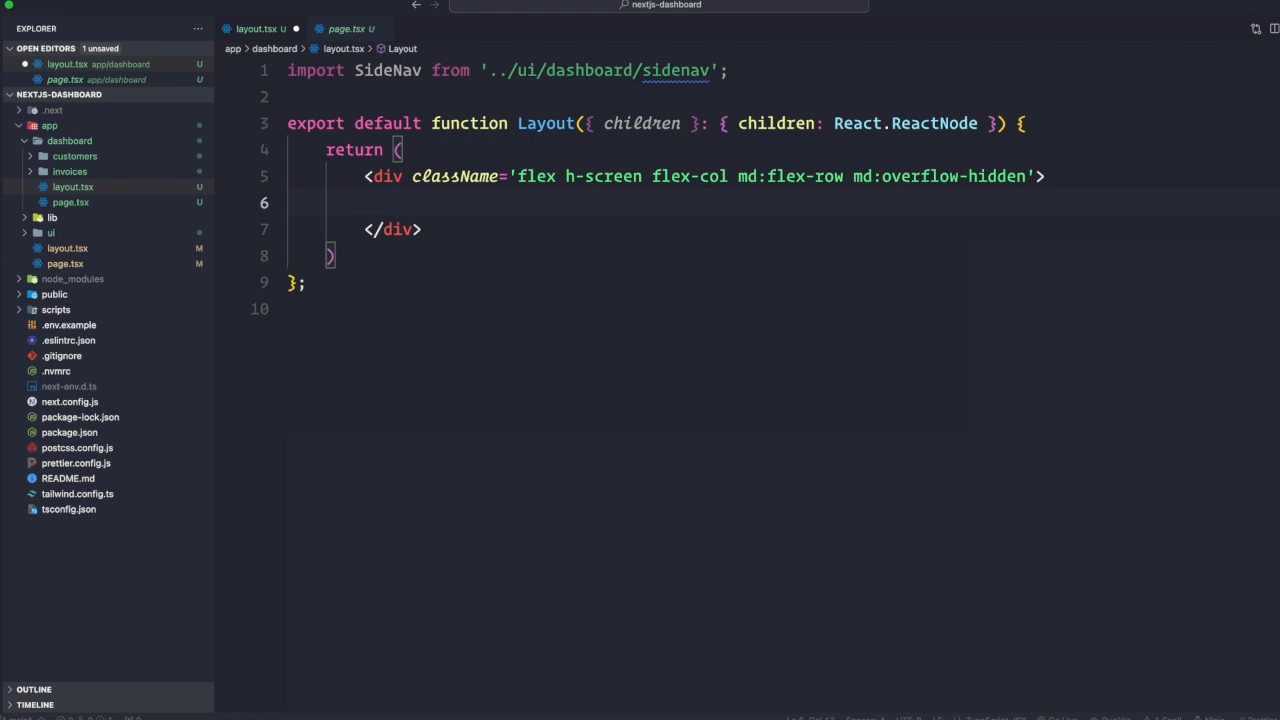 nextjs-dashboard
EXPLORER
layout.tsx U
page.tsx U
OPEN EDITORS 1 unsaved
app > dashboard > layout.tsx > Layout
layout.tsx app/dashboard U
page.tsx app/dashboard U
NEXTJS-DASHBOARD
.next
app
dashboard
customers
invoices
layout.tsx U
page.tsx U
lib
ui
layout.tsx M
page.tsx M
node_modules
public
scripts
.env.example
.eslintrc.json
.gitignore
.nvmrc
next-env.d.ts
next.config.js
package-lock.json
package.json
postcss.config.js
prettier.config.js
README.md
tailwind.config.ts
tsconfig.json
OUTLINE
TIMELINE
1 import SideNav from '../ui/dashboard/sidenav';
2
3 export default function Layout({ children }: { children: React.ReactNode }) {
4 return (
5 <div className='flex h-screen flex-col md:flex-row md:overflow-hidden'>
6
7 </div>
8 )
9 };
10